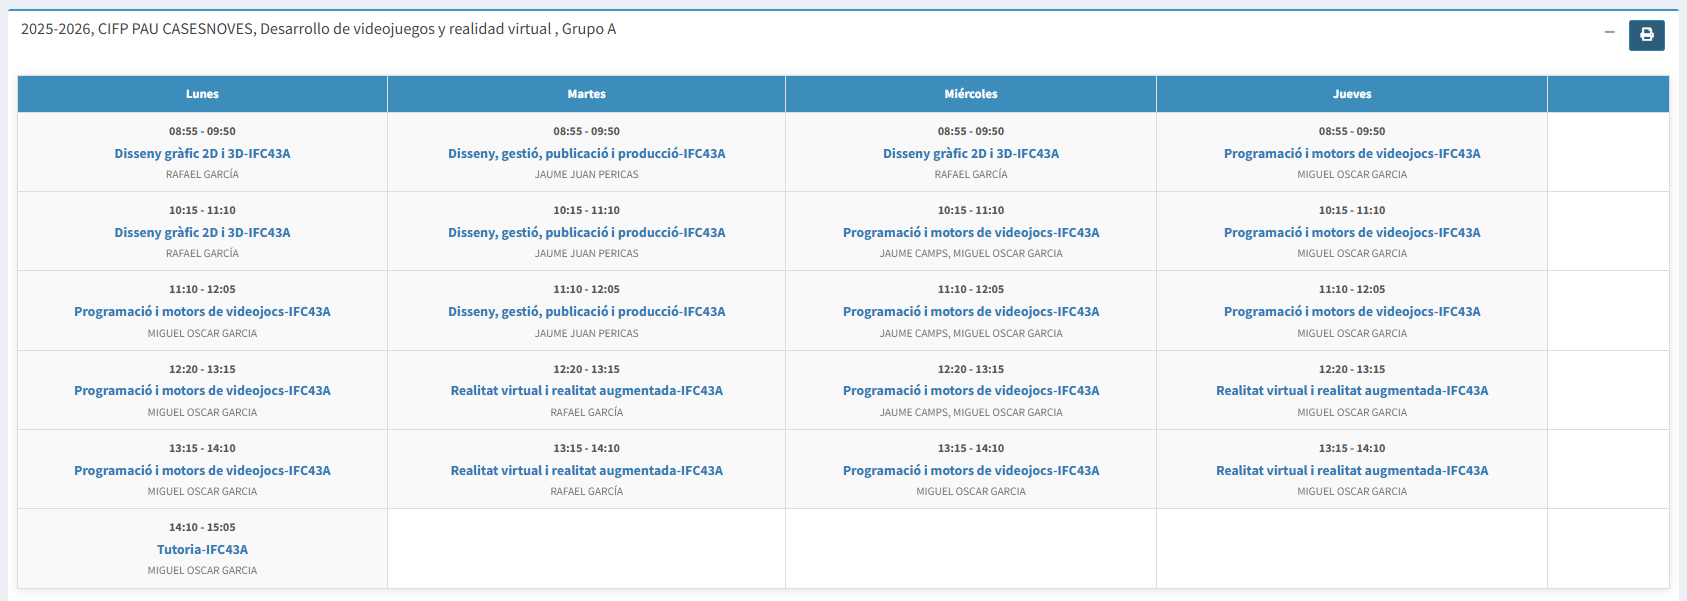 2025-2026, CIFP PAU CASESNOVES, Desarrollo de videojuegos y realidad virtual , Grupo A
Lunes Martes Miércoles Jueves
08:55 - 09:50 08:55 - 09:50 08:55 - 09:50 08:55 - 09:50
Disseny gràfic 2D i 3D-IFC43A Disseny, gestió, publicació i producció-IFC43A Disseny gràfic 2D i 3D-IFC43A Programació i motors de videojocs-IFC43A
RAFAEL GARCÍA JAUME JUAN PERICAS RAFAEL GARCÍA MIGUEL OSCAR GARCIA
10:15 - 11:10 10:15 - 11:10 10:15 - 11:10 10:15 - 11:10
Disseny gràfic 2D i 3D-IFC43A Disseny, gestió, publicació i producció-IFC43A Programació i motors de videojocs-IFC43A Programació i motors de videojocs-IFC43A
RAFAEL GARCÍA JAUME JUAN PERICAS JAUME CAMPS, MIGUEL OSCAR GARCIA MIGUEL OSCAR GARCIA
11:10 - 12:05 11:10 - 12:05 11:10 - 12:05 11:10 - 12:05
Programació i motors de videojocs-IFC43A Disseny, gestió, publicació i producció-IFC43A Programació i motors de videojocs-IFC43A Programació i motors de videojocs-IFC43A
MIGUEL OSCAR GARCIA JAUME JUAN PERICAS JAUME CAMPS, MIGUEL OSCAR GARCIA MIGUEL OSCAR GARCIA
12:20 - 13:15 12:20 - 13:15 12:20 - 13:15 12:20 - 13:15
Programació i motors de videojocs-IFC43A Realitat virtual i realitat augmentada-IFC43A Programació i motors de videojocs-IFC43A Realitat virtual i realitat augmentada-IFC43A
MIGUEL OSCAR GARCIA RAFAEL GARCÍA JAUME CAMPS, MIGUEL OSCAR GARCIA MIGUEL OSCAR GARCIA
13:15 - 14:10 13:15 - 14:10 13:15 - 14:10 13:15 - 14:10
Programació i motors de videojocs-IFC43A Realitat virtual i realitat augmentada-IFC43A Programació i motors de videojocs-IFC43A Realitat virtual i realitat augmentada-IFC43A
MIGUEL OSCAR GARCIA RAFAEL GARCÍA MIGUEL OSCAR GARCIA MIGUEL OSCAR GARCIA
14:10 - 15:05
Tutoria-IFC43A
MIGUEL OSCAR GARCIA